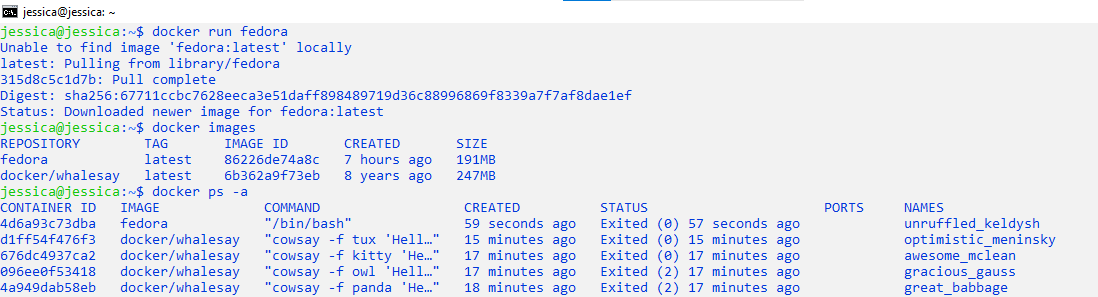 jessica@jessica: ~
jessica@jessica:~$ docker run fedora
Unable to find image 'fedora:latest' locally
latest: Pulling from library/fedora
315d8c5c1d7b: Pull complete
Digest: sha256:67711ccbc7628eeca3e51daff898489719d36c88996869f8339a7f7af8dae1ef
Status: Downloaded newer image for fedora:latest
jessica@jessica:~$ docker images
REPOSITORY        TAG       IMAGE ID       CREATED       SIZE
fedora            latest    86226de74a8c   7 hours ago   191MB
docker/whalesay   latest    6b362a9f73eb   8 years ago   247MB
jessica@jessica:~$ docker ps -a
CONTAINER ID   IMAGE             COMMAND                  CREATED          STATUS                      PORTS     NAMES
4d6a93c73dba   fedora            "/bin/bash"              59 seconds ago   Exited (0) 57 seconds ago             unruffled_keldysh
d1ff54f476f3   docker/whalesay   "cowsay -f tux 'Hell…"   15 minutes ago   Exited (0) 15 minutes ago             optimistic_meninsky
676dc4937ca2   docker/whalesay   "cowsay -f kitty 'He…"   17 minutes ago   Exited (0) 17 minutes ago             awesome_mclean
096ee0f53418   docker/whalesay   "cowsay -f owl 'Hell…"   17 minutes ago   Exited (2) 17 minutes ago             gracious_gauss
4a949dab58eb   docker/whalesay   "cowsay -f panda 'He…"   18 minutes ago   Exited (2) 17 minutes ago             great_babbage